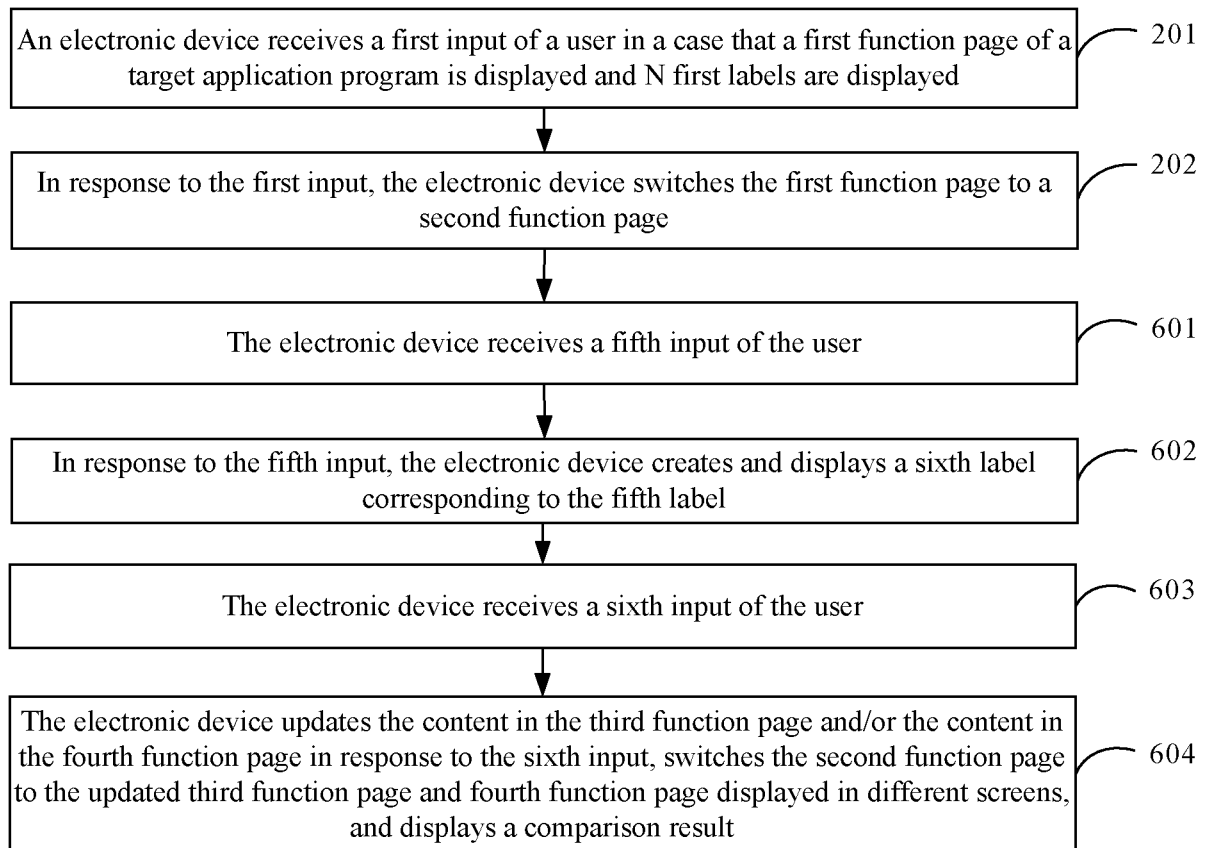 An electronic device receives a first input of a user in a case that a first function page of a
target application program is displayed and N first labels are displayed
201
In response to the first input, the electronic device switches the first function page to a
second function page
202
The electronic device receives a fifth input of the user
601
In response to the fifth input, the electronic device creates and displays a sixth label
corresponding to the fifth label
602
The electronic device receives a sixth input of the user
603
The electronic device updates the content in the third function page and/or the content in
the fourth function page in response to the sixth input, switches the second function page
to the updated third function page and fourth function page displayed in different screens,
and displays a comparison result
604